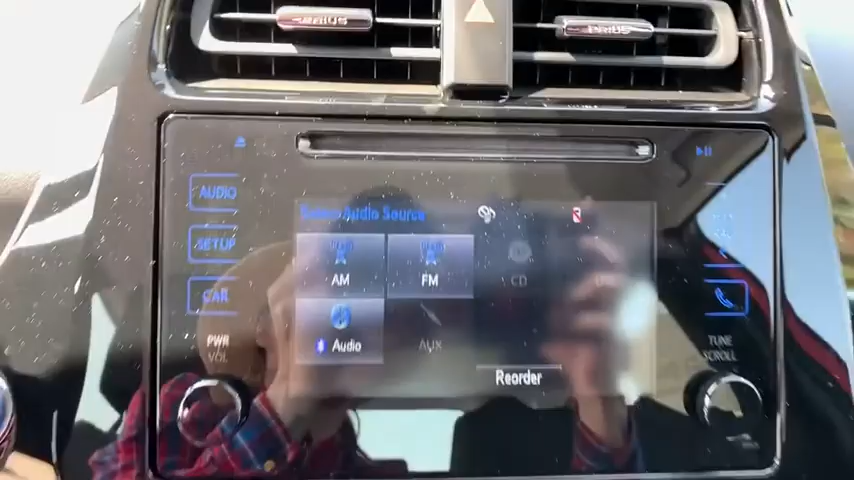 PRIUS
PRIUS
AUDIO
SETUP
CAR
PWR
VOL
Select Audio Source
AM
FM
CD
Audio
AUX
Reorder
TUNE
SCROLL